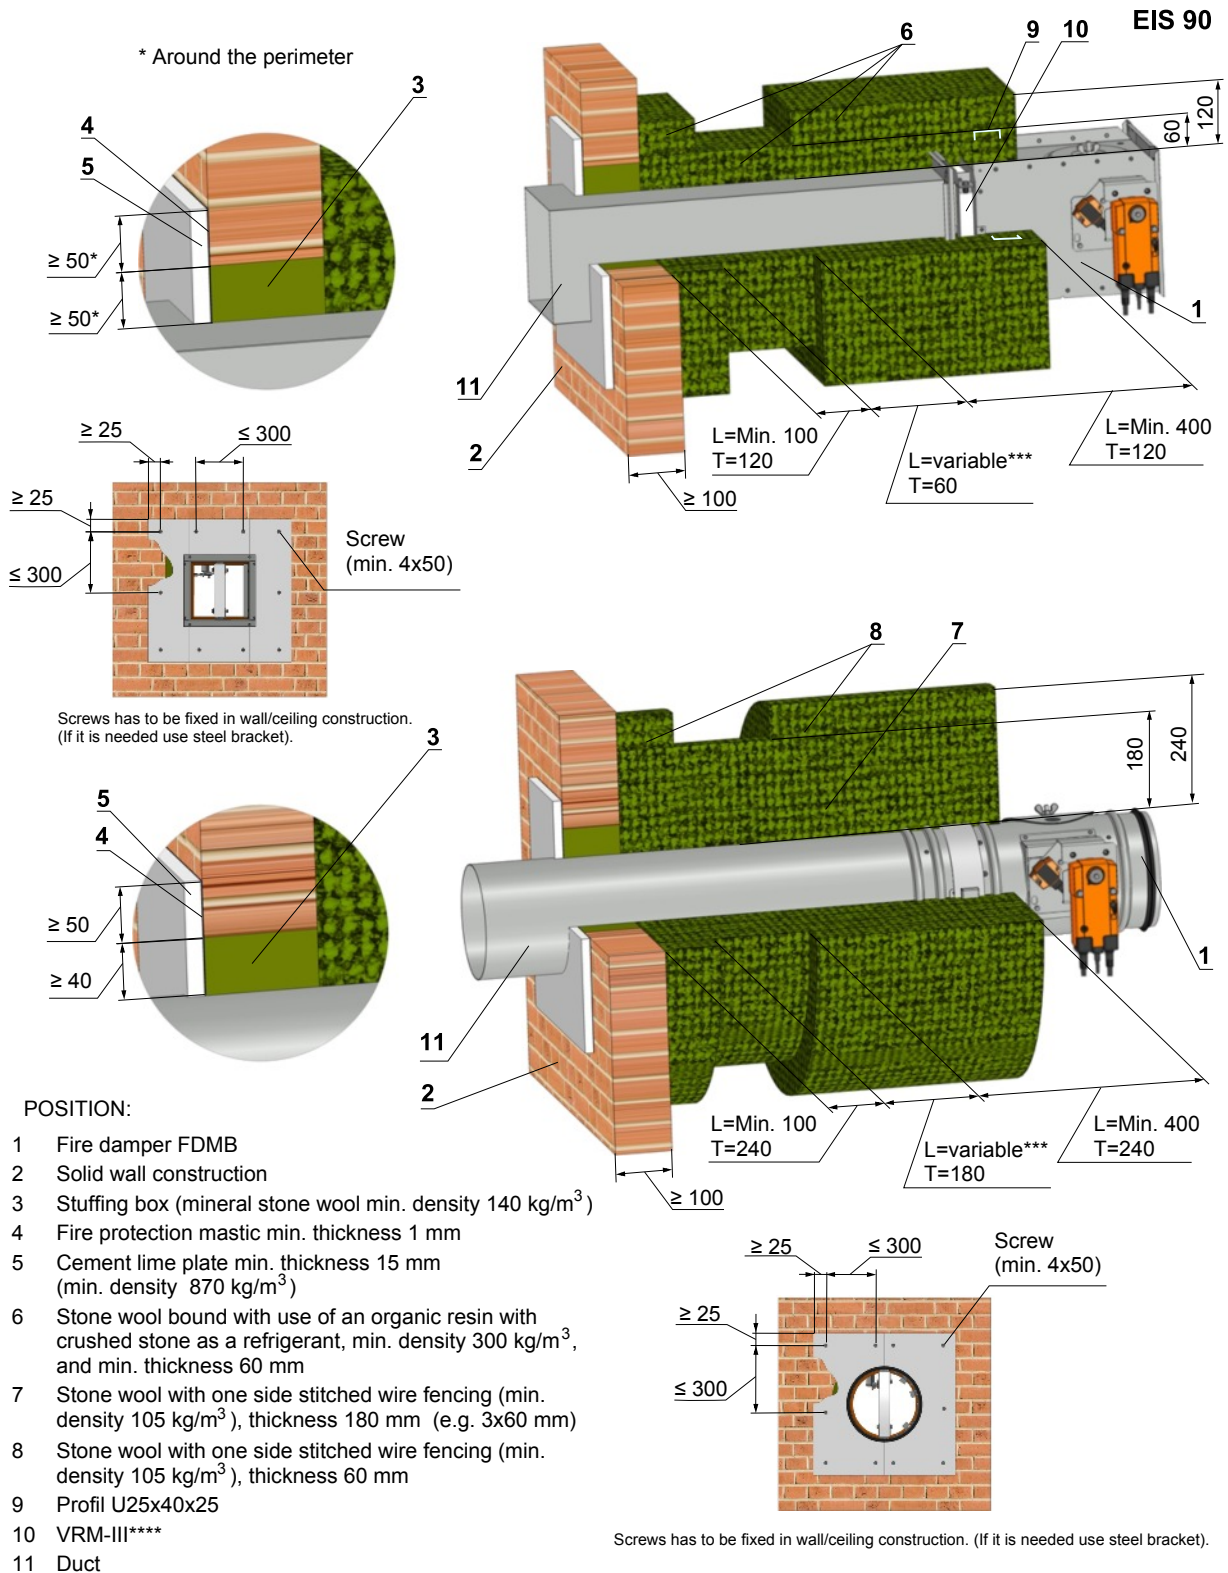 EIS 90
* Around the perimeter
3
4
5
≥ 50*
≥ 50*
6
9
10
120
60
1
11
2
L=Min. 100
T=120
L=variable***
T=60
L=Min. 400
T=120
≥ 100
≥ 25
≤ 300
≥ 25
≤ 300
Screw
(min. 4x50)
Screws has to be fixed in wall/ceiling construction.
(If it is needed use steel bracket).
3
5
4
≥ 50
≥ 40
8
7
180
240
1
11
2
L=Min. 100
T=240
L=variable***
T=180
L=Min. 400
T=240
≥ 100
POSITION:
1 Fire damper FDMB
2 Solid wall construction
3 Stuffing box (mineral stone wool min. density 140 kg/m³)
4 Fire protection mastic min. thickness 1 mm
5 Cement lime plate min. thickness 15 mm
(min. density 870 kg/m³)
6 Stone wool bound with use of an organic resin with
crushed stone as a refrigerant, min. density 300 kg/m³,
and min. thickness 60 mm
7 Stone wool with one side stitched wire fencing (min.
density 105 kg/m³), thickness 180 mm (e.g. 3x60 mm)
8 Stone wool with one side stitched wire fencing (min.
density 105 kg/m³), thickness 60 mm
9 Profil U25x40x25
10 VRM-III****
11 Duct
≥ 25
≤ 300
Screw
(min. 4x50)
≥ 25
≤ 300
Screws has to be fixed in wall/ceiling construction. (If it is needed use steel bracket).